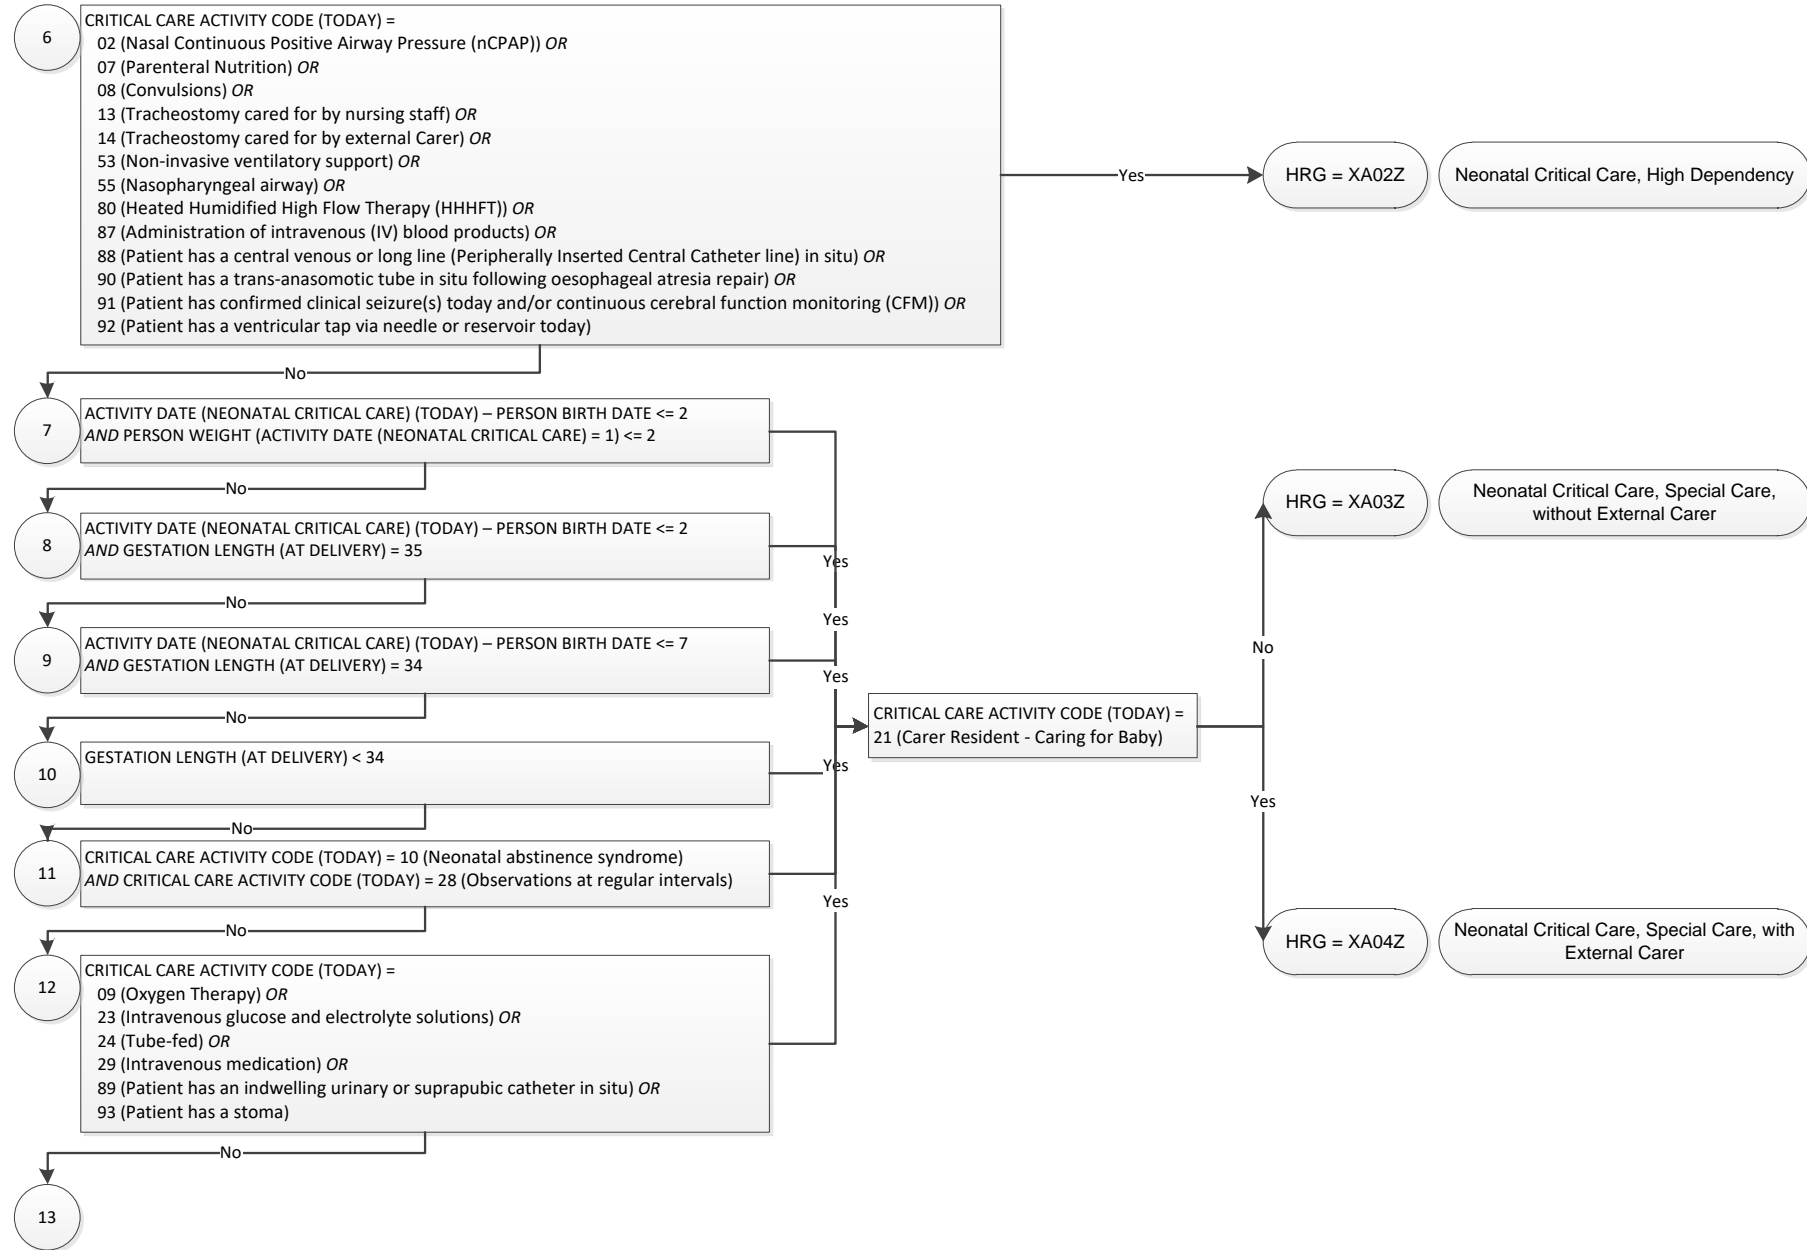 6
CRITICAL CARE ACTIVITY CODE (TODAY) =
02 (Nasal Continuous Positive Airway Pressure (nCPAP)) OR
07 (Parenteral Nutrition) OR
08 (Convulsions) OR
13 (Tracheostomy cared for by nursing staff) OR
14 (Tracheostomy cared for by external Carer) OR
53 (Non-invasive ventilatory support) OR
55 (Nasopharyngeal airway) OR
80 (Heated Humidified High Flow Therapy (HHHFT)) OR
87 (Administration of intravenous (IV) blood products) OR
88 (Patient has a central venous or long line (Peripherally Inserted Central Catheter line) in situ) OR
90 (Patient has a trans-anasomotic tube in situ following oesophageal atresia repair) OR
91 (Patient has confirmed clinical seizure(s) today and/or continuous cerebral function monitoring (CFM)) OR
92 (Patient has a ventricular tap via needle or reservoir today)
Yes
HRG = XA02Z
Neonatal Critical Care, High Dependency
No
7
ACTIVITY DATE (NEONATAL CRITICAL CARE) (TODAY) – PERSON BIRTH DATE <= 2
AND PERSON WEIGHT (ACTIVITY DATE (NEONATAL CRITICAL CARE) = 1) <= 2
No
8
ACTIVITY DATE (NEONATAL CRITICAL CARE) (TODAY) – PERSON BIRTH DATE <= 2
AND GESTATION LENGTH (AT DELIVERY) = 35
Yes
No
9
ACTIVITY DATE (NEONATAL CRITICAL CARE) (TODAY) – PERSON BIRTH DATE <= 7
AND GESTATION LENGTH (AT DELIVERY) = 34
Yes
Yes
No
10
GESTATION LENGTH (AT DELIVERY) < 34
Yes
No
11
CRITICAL CARE ACTIVITY CODE (TODAY) = 10 (Neonatal abstinence syndrome)
AND CRITICAL CARE ACTIVITY CODE (TODAY) = 28 (Observations at regular intervals)
Yes
No
12
CRITICAL CARE ACTIVITY CODE (TODAY) =
09 (Oxygen Therapy) OR
23 (Intravenous glucose and electrolyte solutions) OR
24 (Tube-fed) OR
29 (Intravenous medication) OR
89 (Patient has an indwelling urinary or suprapubic catheter in situ) OR
93 (Patient has a stoma)
No
13
CRITICAL CARE ACTIVITY CODE (TODAY) =
21 (Carer Resident - Caring for Baby)
No
HRG = XA03Z
Neonatal Critical Care, Special Care,
without External Carer
Yes
HRG = XA04Z
Neonatal Critical Care, Special Care, with
External Carer